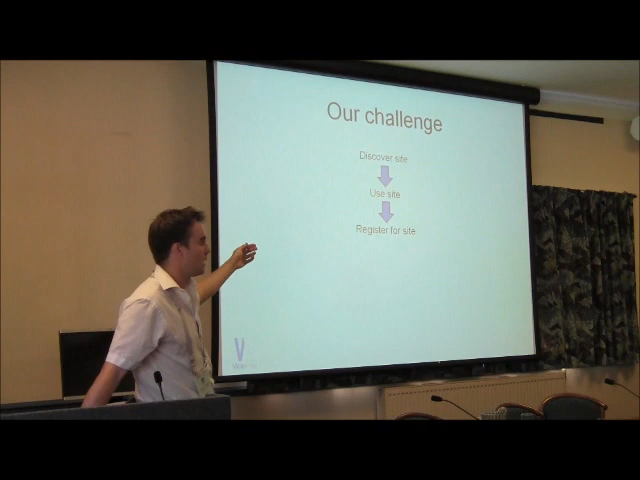 Our challenge
Discover site
Use site
Register for site
V